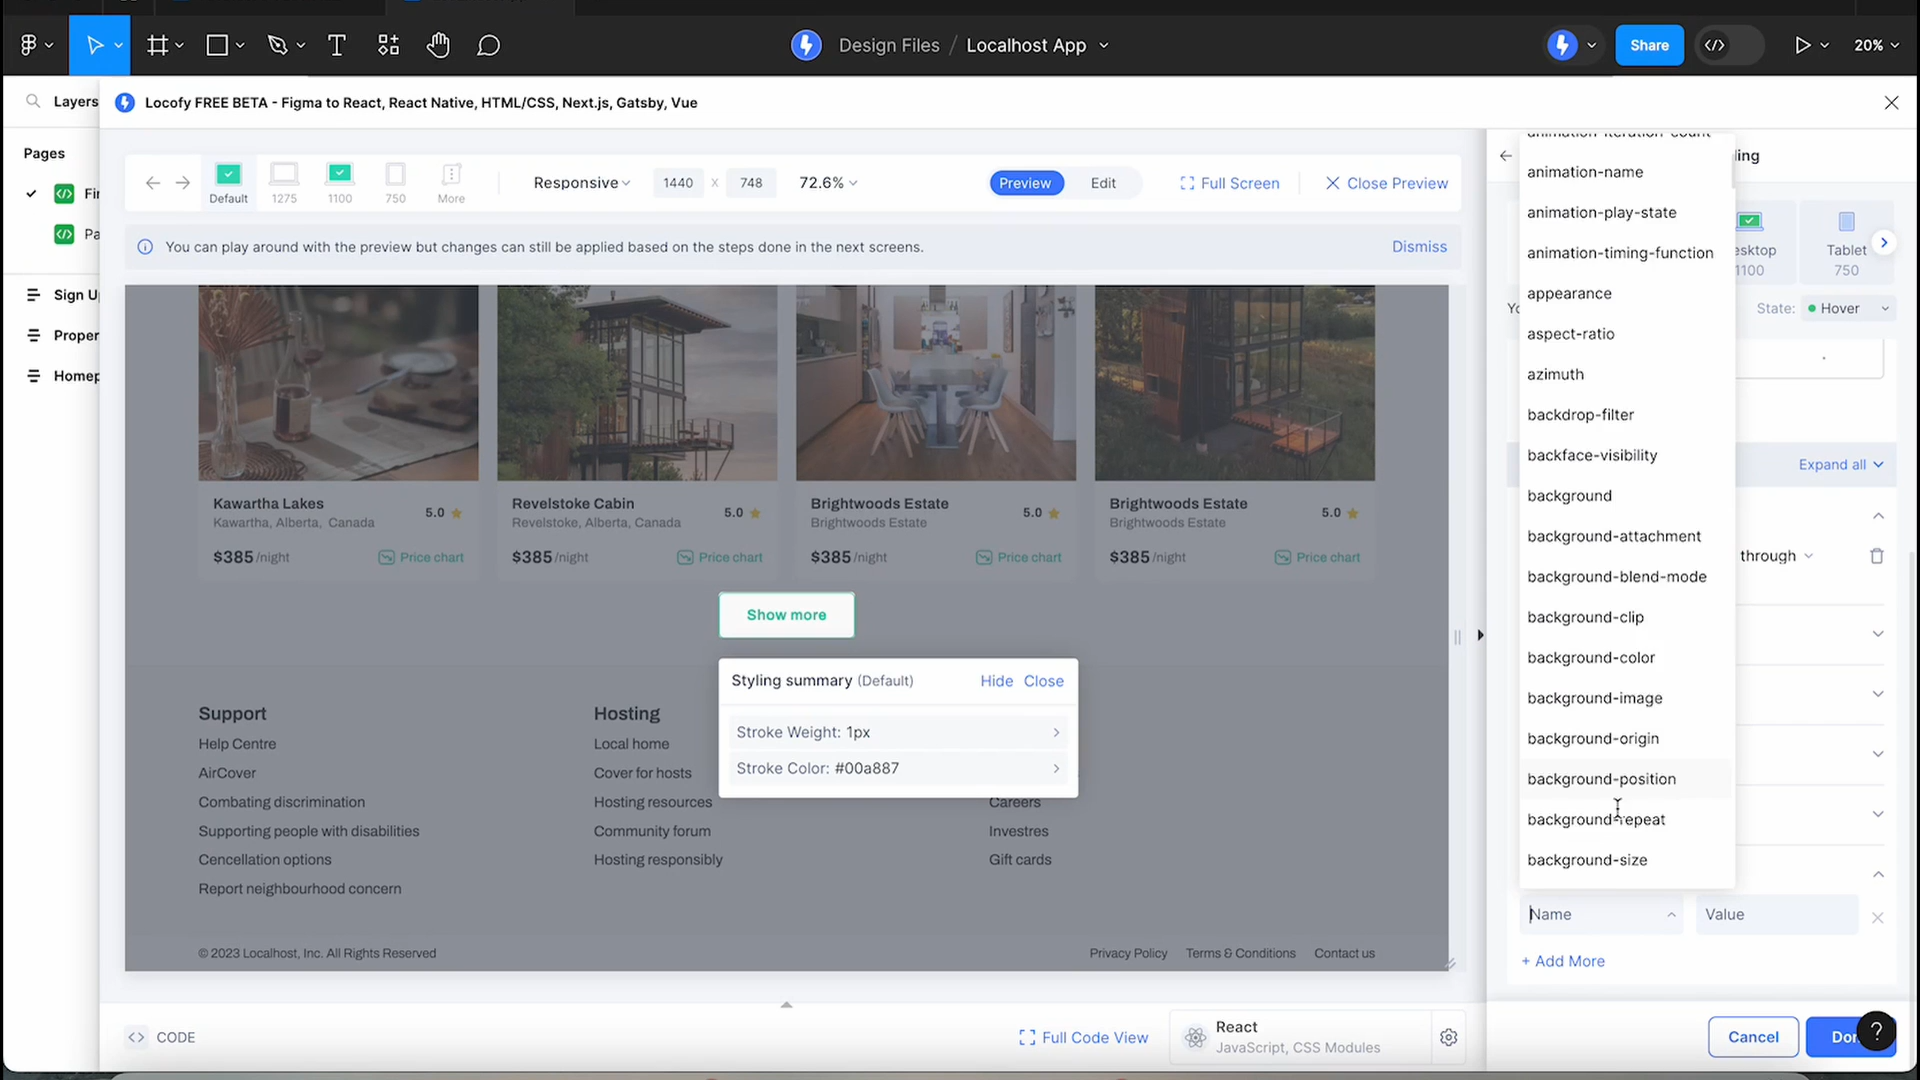 Design Files / Localhost App
Share
20%
Layers
Locofy FREE BETA - Figma to React, React Native, HTML/CSS, Next.js, Gatsby, Vue
Pages
Fir
Pa
Sign U
Proper
Homep
Default
1275
1100
750
More
Responsive
1440 x 748
72.6%
Preview
Edit
Full Screen
Close Preview
You can play around with the preview but changes can still be applied based on the steps done in the next screens.
Dismiss
Kawartha Lakes
Kawartha, Alberta, Canada
5.0
$385 /night
Price chart
Revelstoke Cabin
Revelstoke, Alberta, Canada
5.0
$385 /night
Price chart
Brightwoods Estate
Brightwoods Estate
5.0
$385 /night
Price chart
Brightwoods Estate
Brightwoods Estate
5.0
$385 /night
Price chart
Show more
Styling summary (Default)
Hide Close
Stroke Weight: 1px
Stroke Color: #00a887
Support
Help Centre
AirCover
Combating discrimination
Supporting people with disabilities
Cencellation options
Report neighbourhood concern
Hosting
Local home
Cover for hosts
Hosting resources
Community forum
Hosting responsibly
Careers
Investres
Gift cards
© 2023 Localhost, Inc. All Rights Reserved
Privacy Policy
Terms & Conditions
Contact us
CODE
Full Code View
React
JavaScript, CSS Modules
ling
esktop
1100
Tablet
750
Yo
State:
Hover
Expand all
through
animation-iteration-count
animation-name
animation-play-state
animation-timing-function
appearance
aspect-ratio
azimuth
backdrop-filter
backface-visibility
background
background-attachment
background-blend-mode
background-clip
background-color
background-image
background-origin
background-position
background-repeat
background-size
Name
Value
+ Add More
Cancel
Don
?